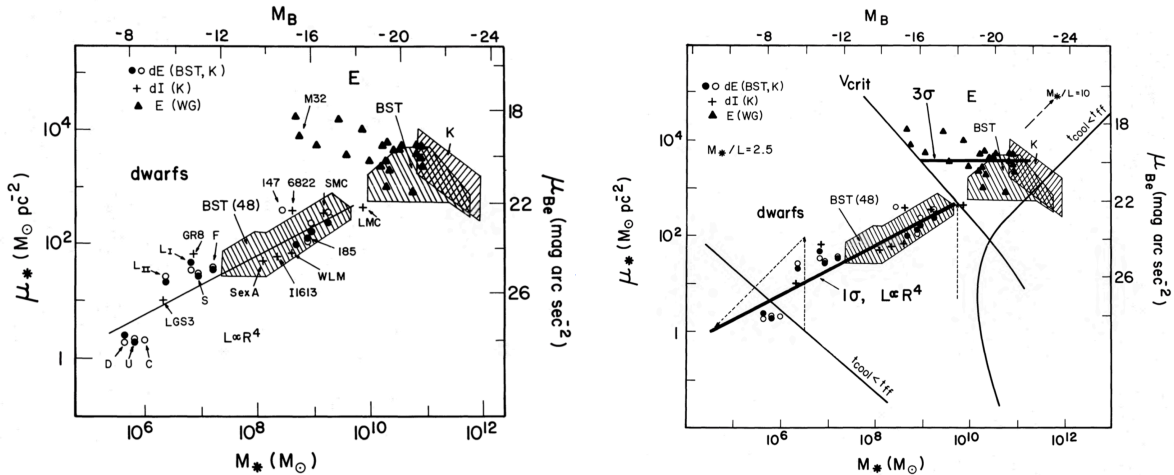 M_B
-8 -12 -16 -20 -24
●○ dE (BST, K)
+ dI (K)
▲ E (WG)
E
M32
BST
K
dwarfs
147 6822 SMC
BST (48)
LMC
GR8 F
L_I
L_II
185
WLM
S
SexA I1613
LGS3
L∝R^4
D U C
10^4
10^2
1
μ_* (M_⊙ pc^-2)
18
22
26
μ_Be (mag arc sec^-2)
10^6 10^8 10^10 10^12
M_* (M_⊙)
M_B
-8 -12 -16 -20 -24
●○ dE (BST, K)
+ dI (K)
▲ E (WG)
V_crit
3σ
E
M_*/L=10
t_cool<t_ff
BST
K
M_*/L=2.5
dwarfs
BST (48)
1σ, L∝R^4
t_cool<t_ff
10^4
10^2
1
μ_* (M_⊙ pc^-2)
18
22
26
μ_Be (mag arc sec^-2)
10^6 10^8 10^10 10^12
M_* (M_⊙)